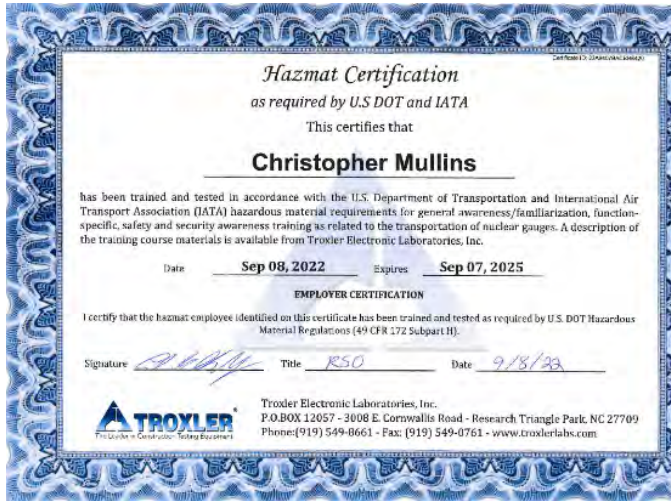 Hazmat Certification
as required by U.S DOT and IATA
This certifies that
Christopher Mullins
has been trained and tested in accordance with the U.S. Department of Transportation and International Air
Transport Association (IATA) hazardous material requirements for general awareness/familiarization, function-
specific, safety and security awareness training as related to the transportation of nuclear gauges. A description of
the training course materials is available from Troxler Electronic Laboratories, Inc.
Date Sep 08, 2022 Expires Sep 07, 2025
EMPLOYER CERTIFICATION
I certify that the hazmat employee identified on this certificate has been trained and tested as required by U.S. DOT Hazardous
Material Regulations (49 CFR 172 Subpart H).
Signature Title RSO Date 9/8/22
TROXLER
The Leader in Construction Testing Equipment
Troxler Electronic Laboratories, Inc.
P.O.BOX 12057 - 3008 E. Cornwallis Road - Research Triangle Park, NC 27709
Phone:(919) 549-8661 - Fax: (919) 549-0761 - www.troxlerlabs.com